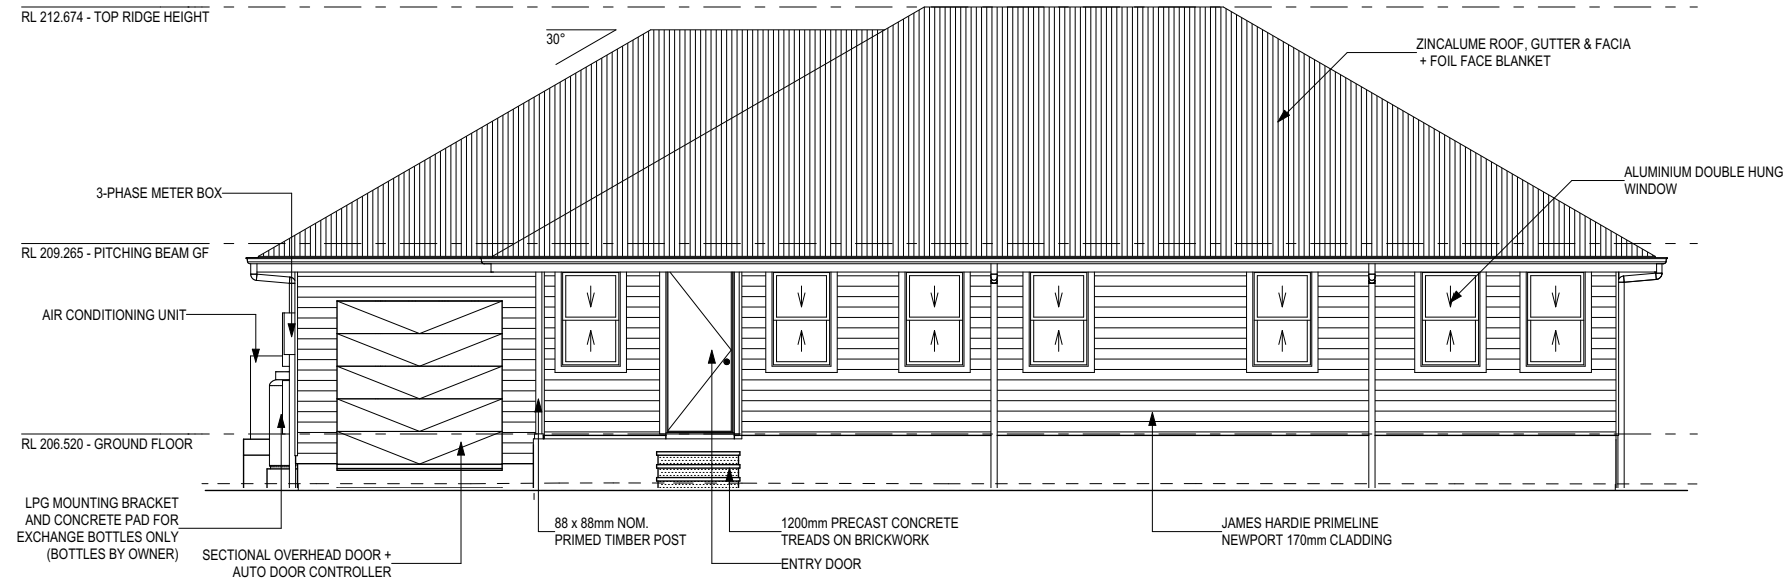 RL 212.674 - TOP RIDGE HEIGHT
30°
ZINCALUME ROOF, GUTTER & FACIA
+ FOIL FACE BLANKET
3-PHASE METER BOX
ALUMINIUM DOUBLE HUNG
WINDOW
RL 209.265 - PITCHING BEAM GF
AIR CONDITIONING UNIT
RL 206.520 - GROUND FLOOR
LPG MOUNTING BRACKET
AND CONCRETE PAD FOR
EXCHANGE BOTTLES ONLY
(BOTTLES BY OWNER)
SECTIONAL OVERHEAD DOOR +
AUTO DOOR CONTROLLER
88 x 88mm NOM.
PRIMED TIMBER POST
1200mm PRECAST CONCRETE
TREADS ON BRICKWORK
ENTRY DOOR
JAMES HARDIE PRIMELINE
NEWPORT 170mm CLADDING